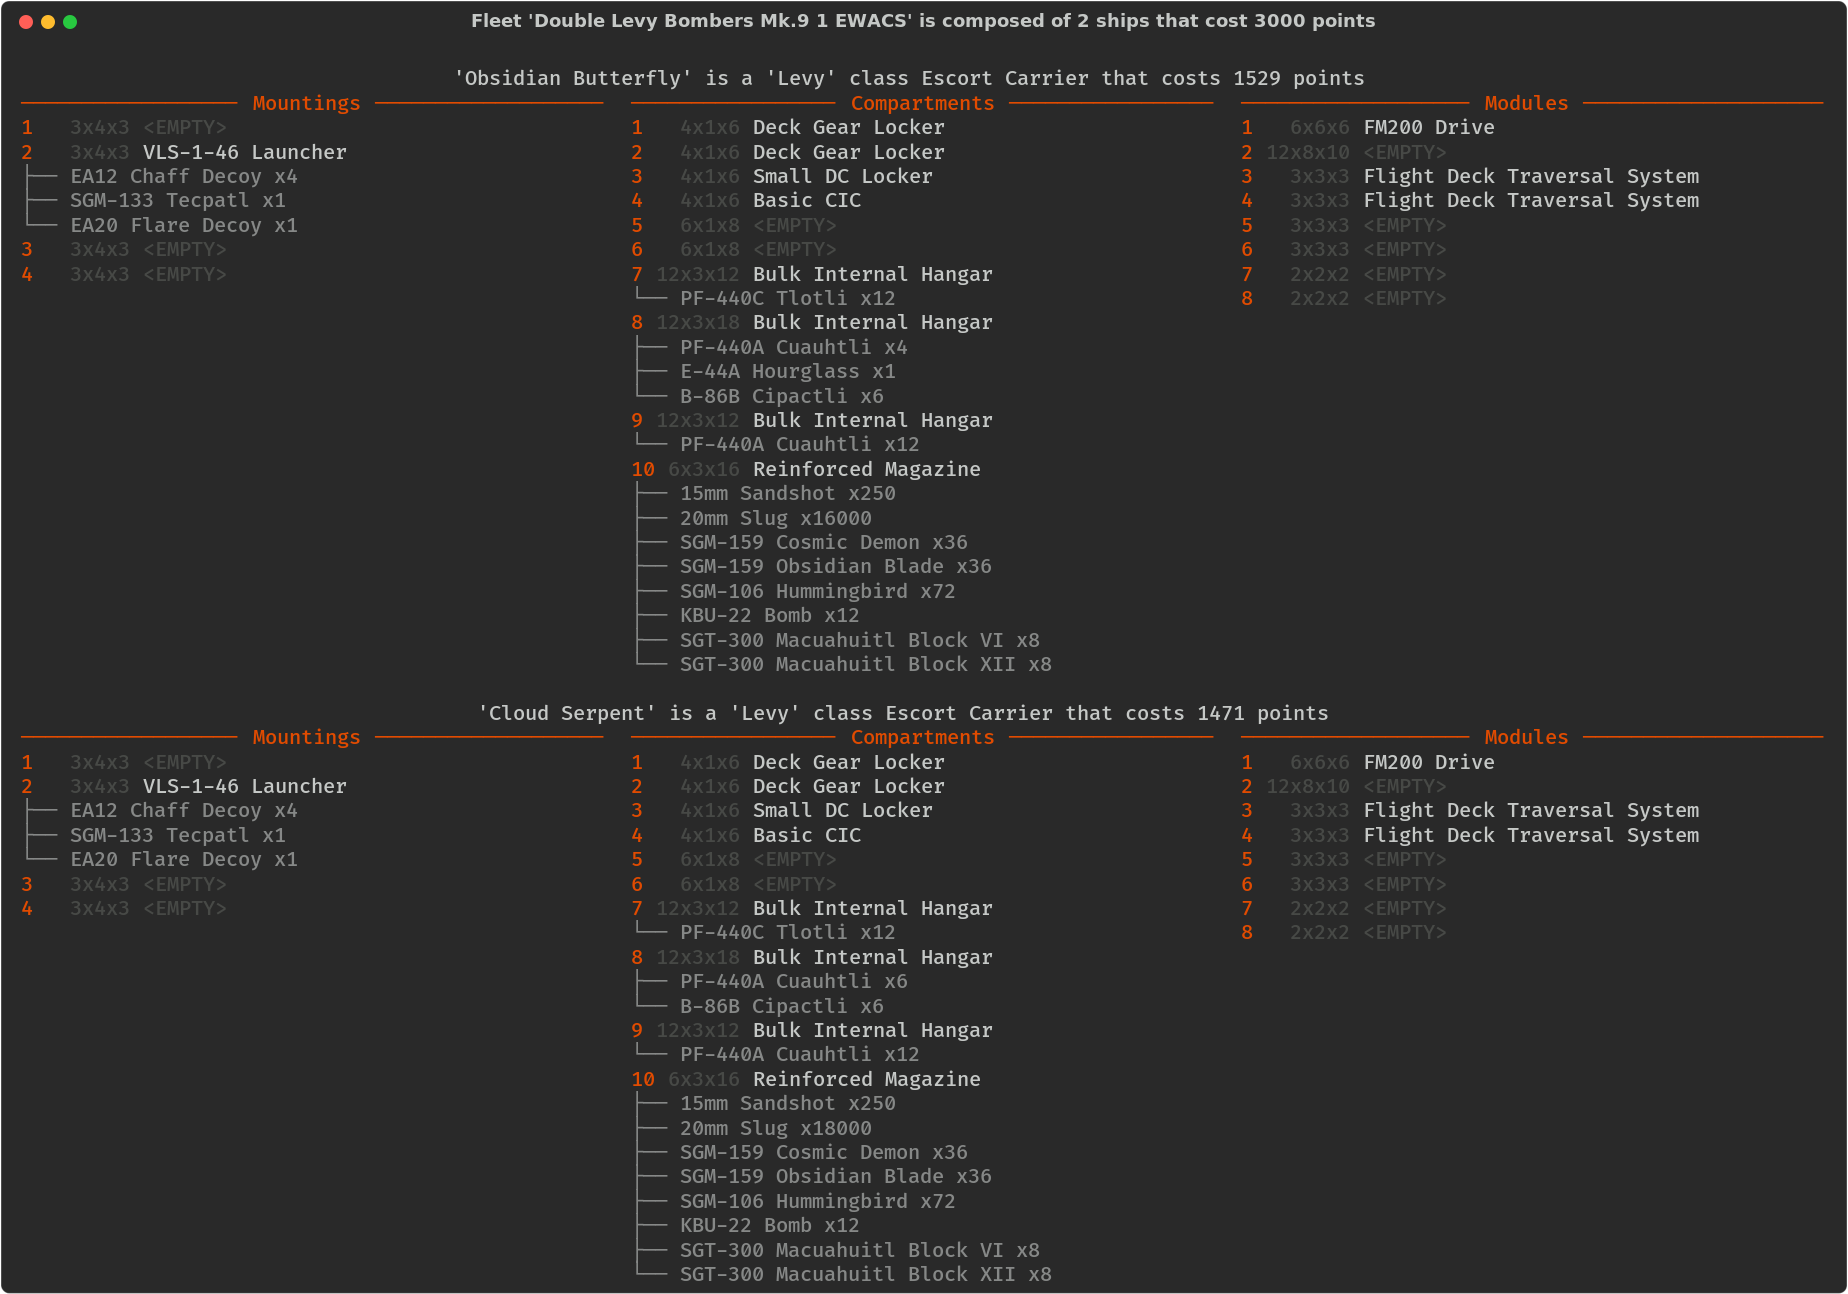 Fleet 'Double Levy Bombers Mk.9 1 EWACS' is composed of 2 ships that cost 3000 points
'Obsidian Butterfly' is a 'Levy' class Escort Carrier that costs 1529 points
Mountings
1 3x4x3 <EMPTY>
2 3x4x3 VLS-1-46 Launcher
EA12 Chaff Decoy x4
SGM-133 Tecpatl x1
EA20 Flare Decoy x1
3 3x4x3 <EMPTY>
4 3x4x3 <EMPTY>
Compartments
1 4x1x6 Deck Gear Locker
2 4x1x6 Deck Gear Locker
3 4x1x6 Small DC Locker
4 4x1x6 Basic CIC
5 6x1x8 <EMPTY>
6 6x1x8 <EMPTY>
7 12x3x12 Bulk Internal Hangar
PF-440C Tlotli x12
8 12x3x18 Bulk Internal Hangar
PF-440A Cuauhtli x4
E-44A Hourglass x1
B-86B Cipactli x6
9 12x3x12 Bulk Internal Hangar
PF-440A Cuauhtli x12
10 6x3x16 Reinforced Magazine
15mm Sandshot x250
20mm Slug x16000
SGM-159 Cosmic Demon x36
SGM-159 Obsidian Blade x36
SGM-106 Hummingbird x72
KBU-22 Bomb x12
SGT-300 Macuahuitl Block VI x8
SGT-300 Macuahuitl Block XII x8
Modules
1 6x6x6 FM200 Drive
2 12x8x10 <EMPTY>
3 3x3x3 Flight Deck Traversal System
4 3x3x3 Flight Deck Traversal System
5 3x3x3 <EMPTY>
6 3x3x3 <EMPTY>
7 2x2x2 <EMPTY>
8 2x2x2 <EMPTY>
'Cloud Serpent' is a 'Levy' class Escort Carrier that costs 1471 points
Mountings
1 3x4x3 <EMPTY>
2 3x4x3 VLS-1-46 Launcher
EA12 Chaff Decoy x4
SGM-133 Tecpatl x1
EA20 Flare Decoy x1
3 3x4x3 <EMPTY>
4 3x4x3 <EMPTY>
Compartments
1 4x1x6 Deck Gear Locker
2 4x1x6 Deck Gear Locker
3 4x1x6 Small DC Locker
4 4x1x6 Basic CIC
5 6x1x8 <EMPTY>
6 6x1x8 <EMPTY>
7 12x3x12 Bulk Internal Hangar
PF-440C Tlotli x12
8 12x3x18 Bulk Internal Hangar
PF-440A Cuauhtli x6
B-86B Cipactli x6
9 12x3x12 Bulk Internal Hangar
PF-440A Cuauhtli x12
10 6x3x16 Reinforced Magazine
15mm Sandshot x250
20mm Slug x18000
SGM-159 Cosmic Demon x36
SGM-159 Obsidian Blade x36
SGM-106 Hummingbird x72
KBU-22 Bomb x12
SGT-300 Macuahuitl Block VI x8
SGT-300 Macuahuitl Block XII x8
Modules
1 6x6x6 FM200 Drive
2 12x8x10 <EMPTY>
3 3x3x3 Flight Deck Traversal System
4 3x3x3 Flight Deck Traversal System
5 3x3x3 <EMPTY>
6 3x3x3 <EMPTY>
7 2x2x2 <EMPTY>
8 2x2x2 <EMPTY>